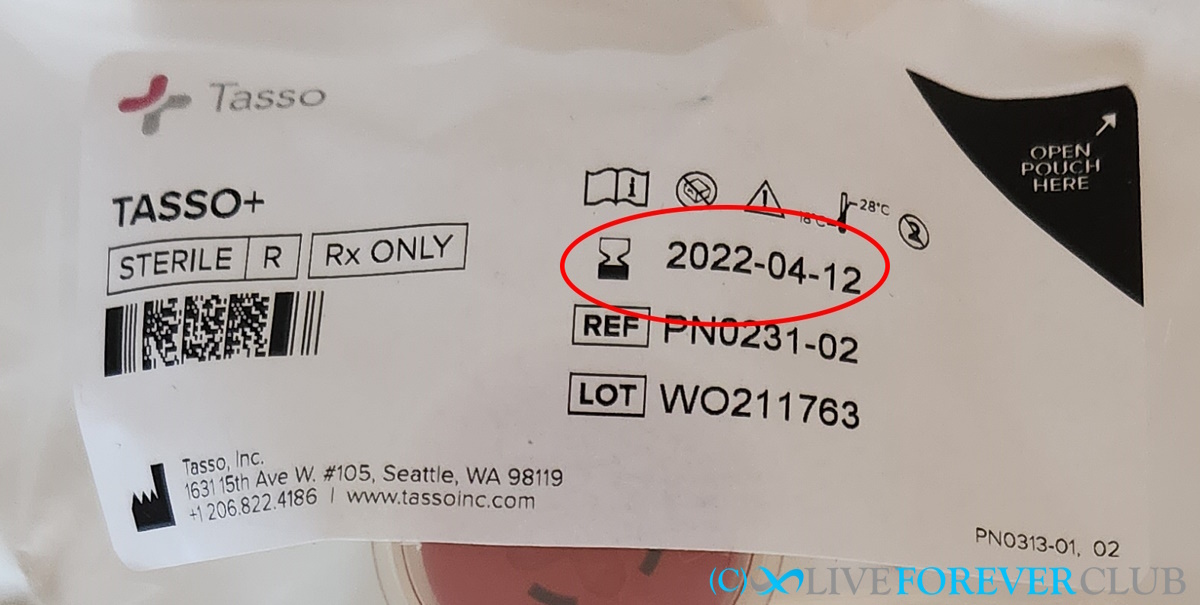 Tasso
OPEN
POUCH
HERE
TASSO+
STERILE R Rx ONLY
18°C 28°C
2
2022-04-12
REF PN0231-02
LOT WO211763
Tasso, Inc.
1631 15th Ave W. #105, Seattle, WA 98119
+1 206.822.4186 | www.tassoinc.com
PN0313-01, 02
(C) LIVEFOREVERCLUB